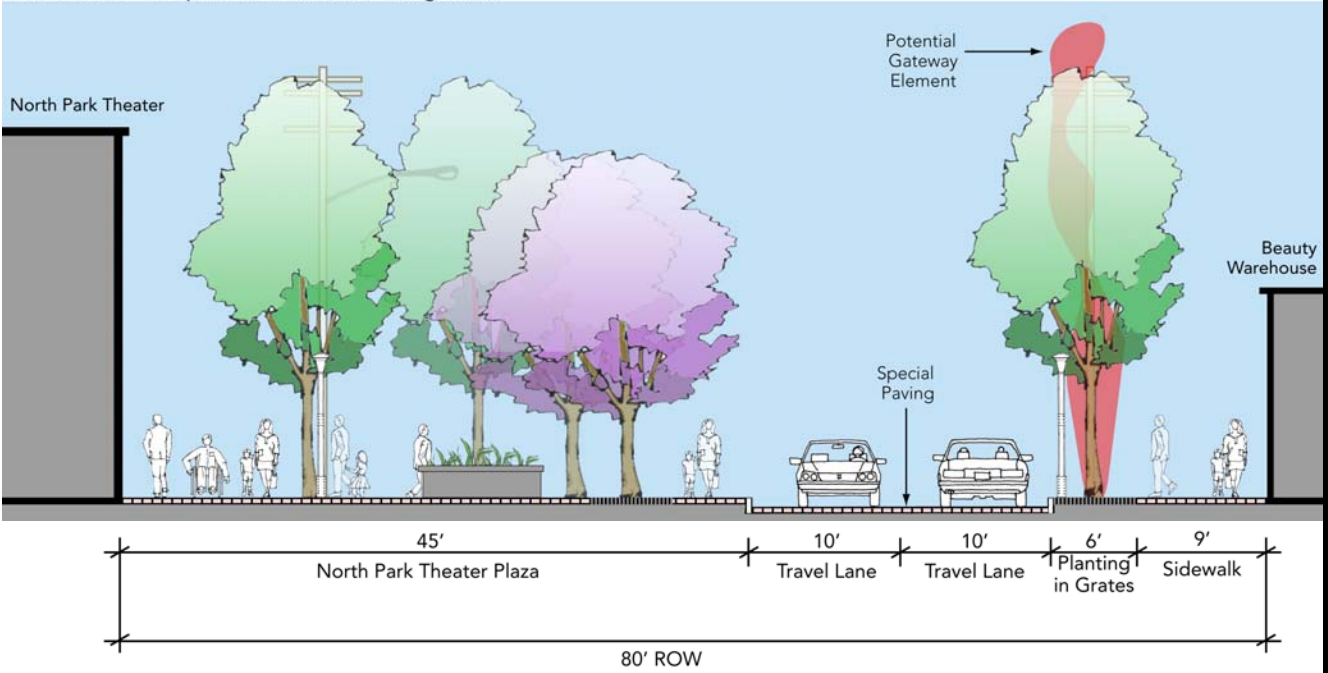 Potential
Gateway
Element
North Park Theater
Beauty
Warehouse
Special
Paving
45'
10'
10'
6'
9'
North Park Theater Plaza
Travel Lane
Travel Lane
Planting
in Grates
Sidewalk
80' ROW